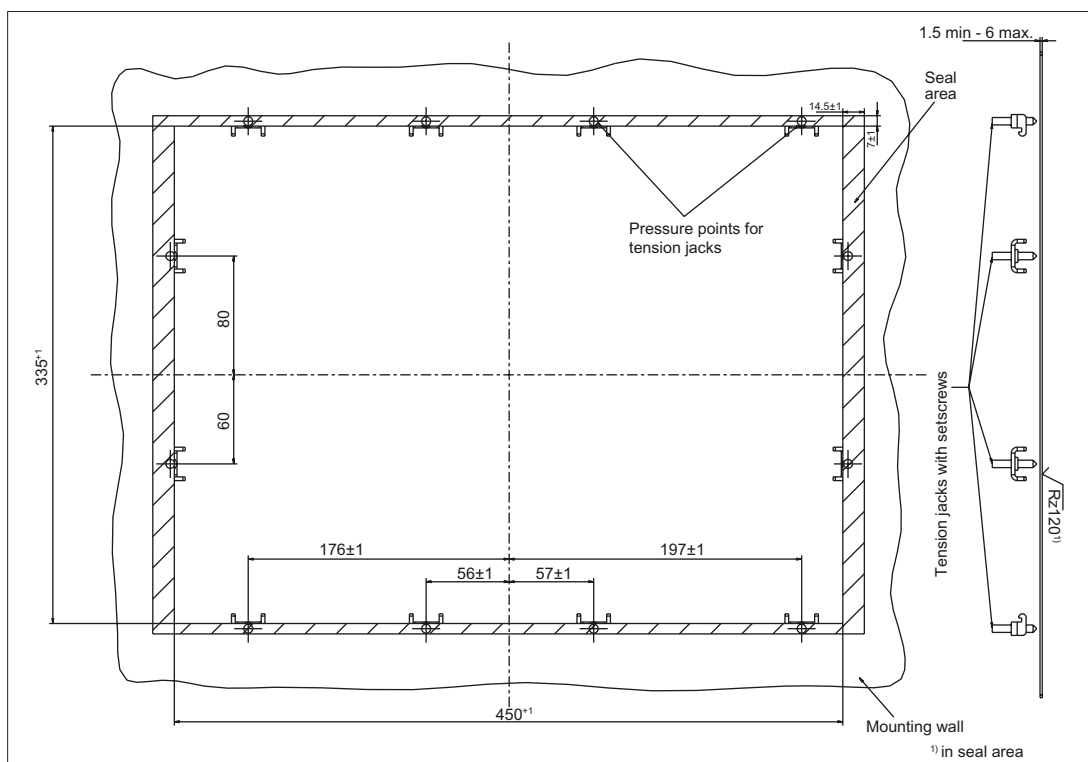 1.5 min - 6 max.
Seal
area
14.5±1
7±1
Pressure points for
tension jacks
80
335⁺¹
60
Tension jacks with setscrews
Rz120¹⁾
176±1
197±1
56±1
57±1
450⁺¹
Mounting wall
¹⁾ in seal area